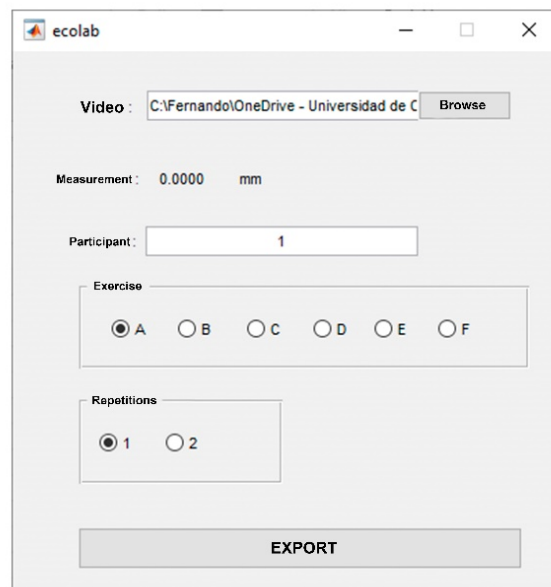 ecolab
Video : C:\Fernando\OneDrive - Universidad de C Browse
Measurement: 0.0000 mm
Participant: 1
Exercise
A B C D E F
Repetitions
1 2
EXPORT